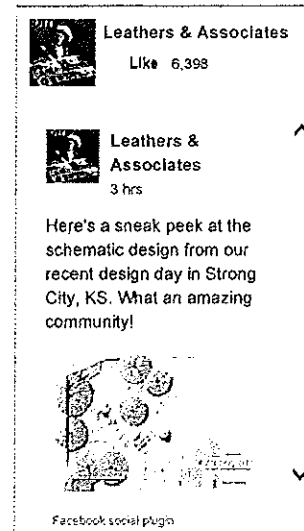 Leathers & Associates
Like 6,398
Leathers &
Associates
3 hrs
Here's a sneak peek at the
schematic design from our
recent design day in Strong
City, KS. What an amazing
community!
Facebook social plugin